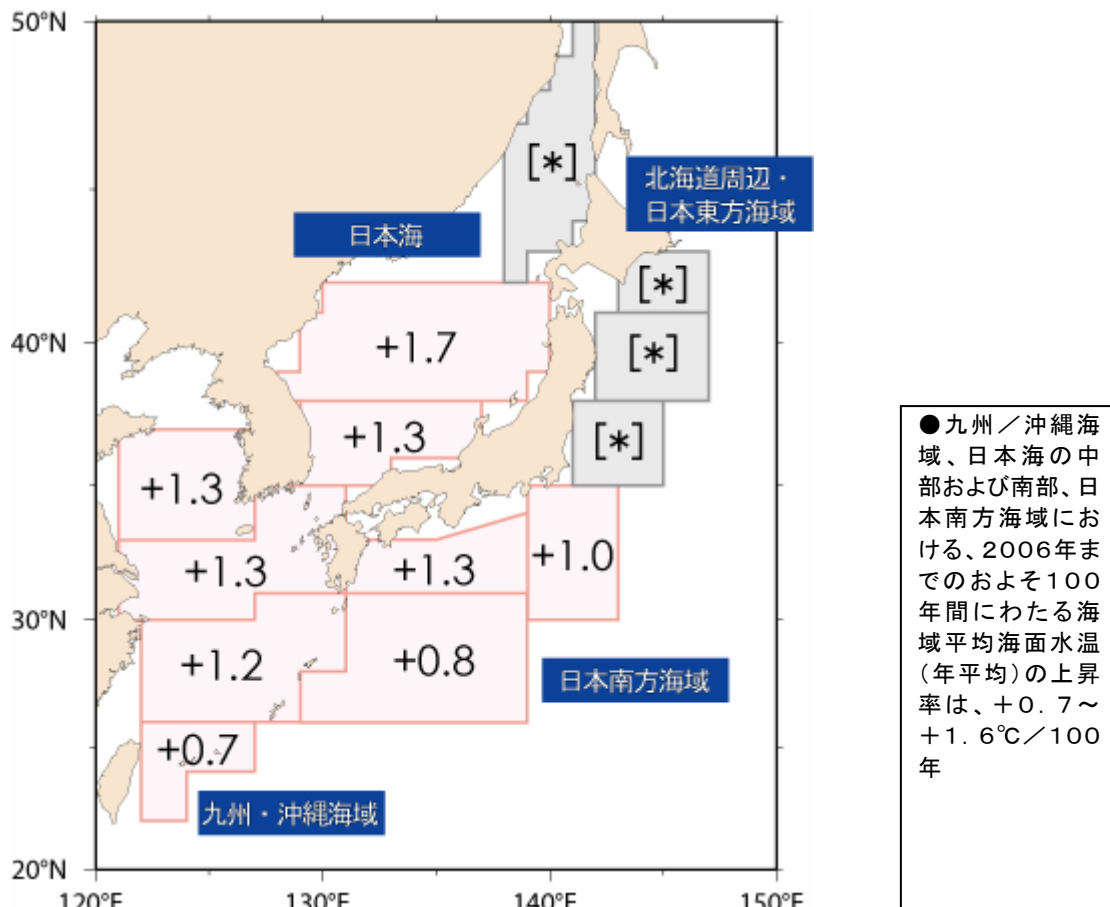 50°N
[*]
北海道周辺・
日本東方海域
日本海
[*]
40°N
+1.7
[*]
+1.3
[*]
+1.3
+1.3
+1.3
+1.0
30°N
+1.2
+0.8
日本南方海域
+0.7
九州・沖縄海域
20°N
120°E
130°E
140°E
150°E
●九州／沖縄海
域、日本海の中
部および南部、日
本南方海域にお
ける、2006年ま
でのおよそ100
年間にわたる海
域平均海面水温
(年平均)の上昇
率は、＋0．7～
＋1．6℃／100
年